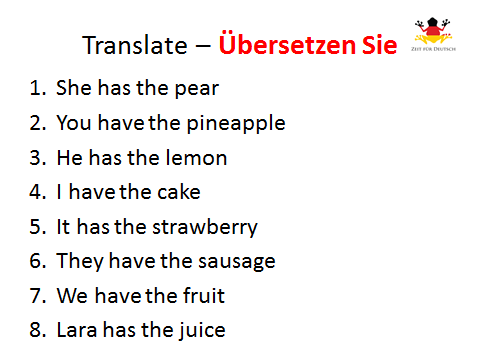 Translate – Übersetzen Sie
ZEIT FÜR DEUTSCH
1. She has the pear
2. You have the pineapple
3. He has the lemon
4. I have the cake
5. It has the strawberry
6. They have the sausage
7. We have the fruit
8. Lara has the juice